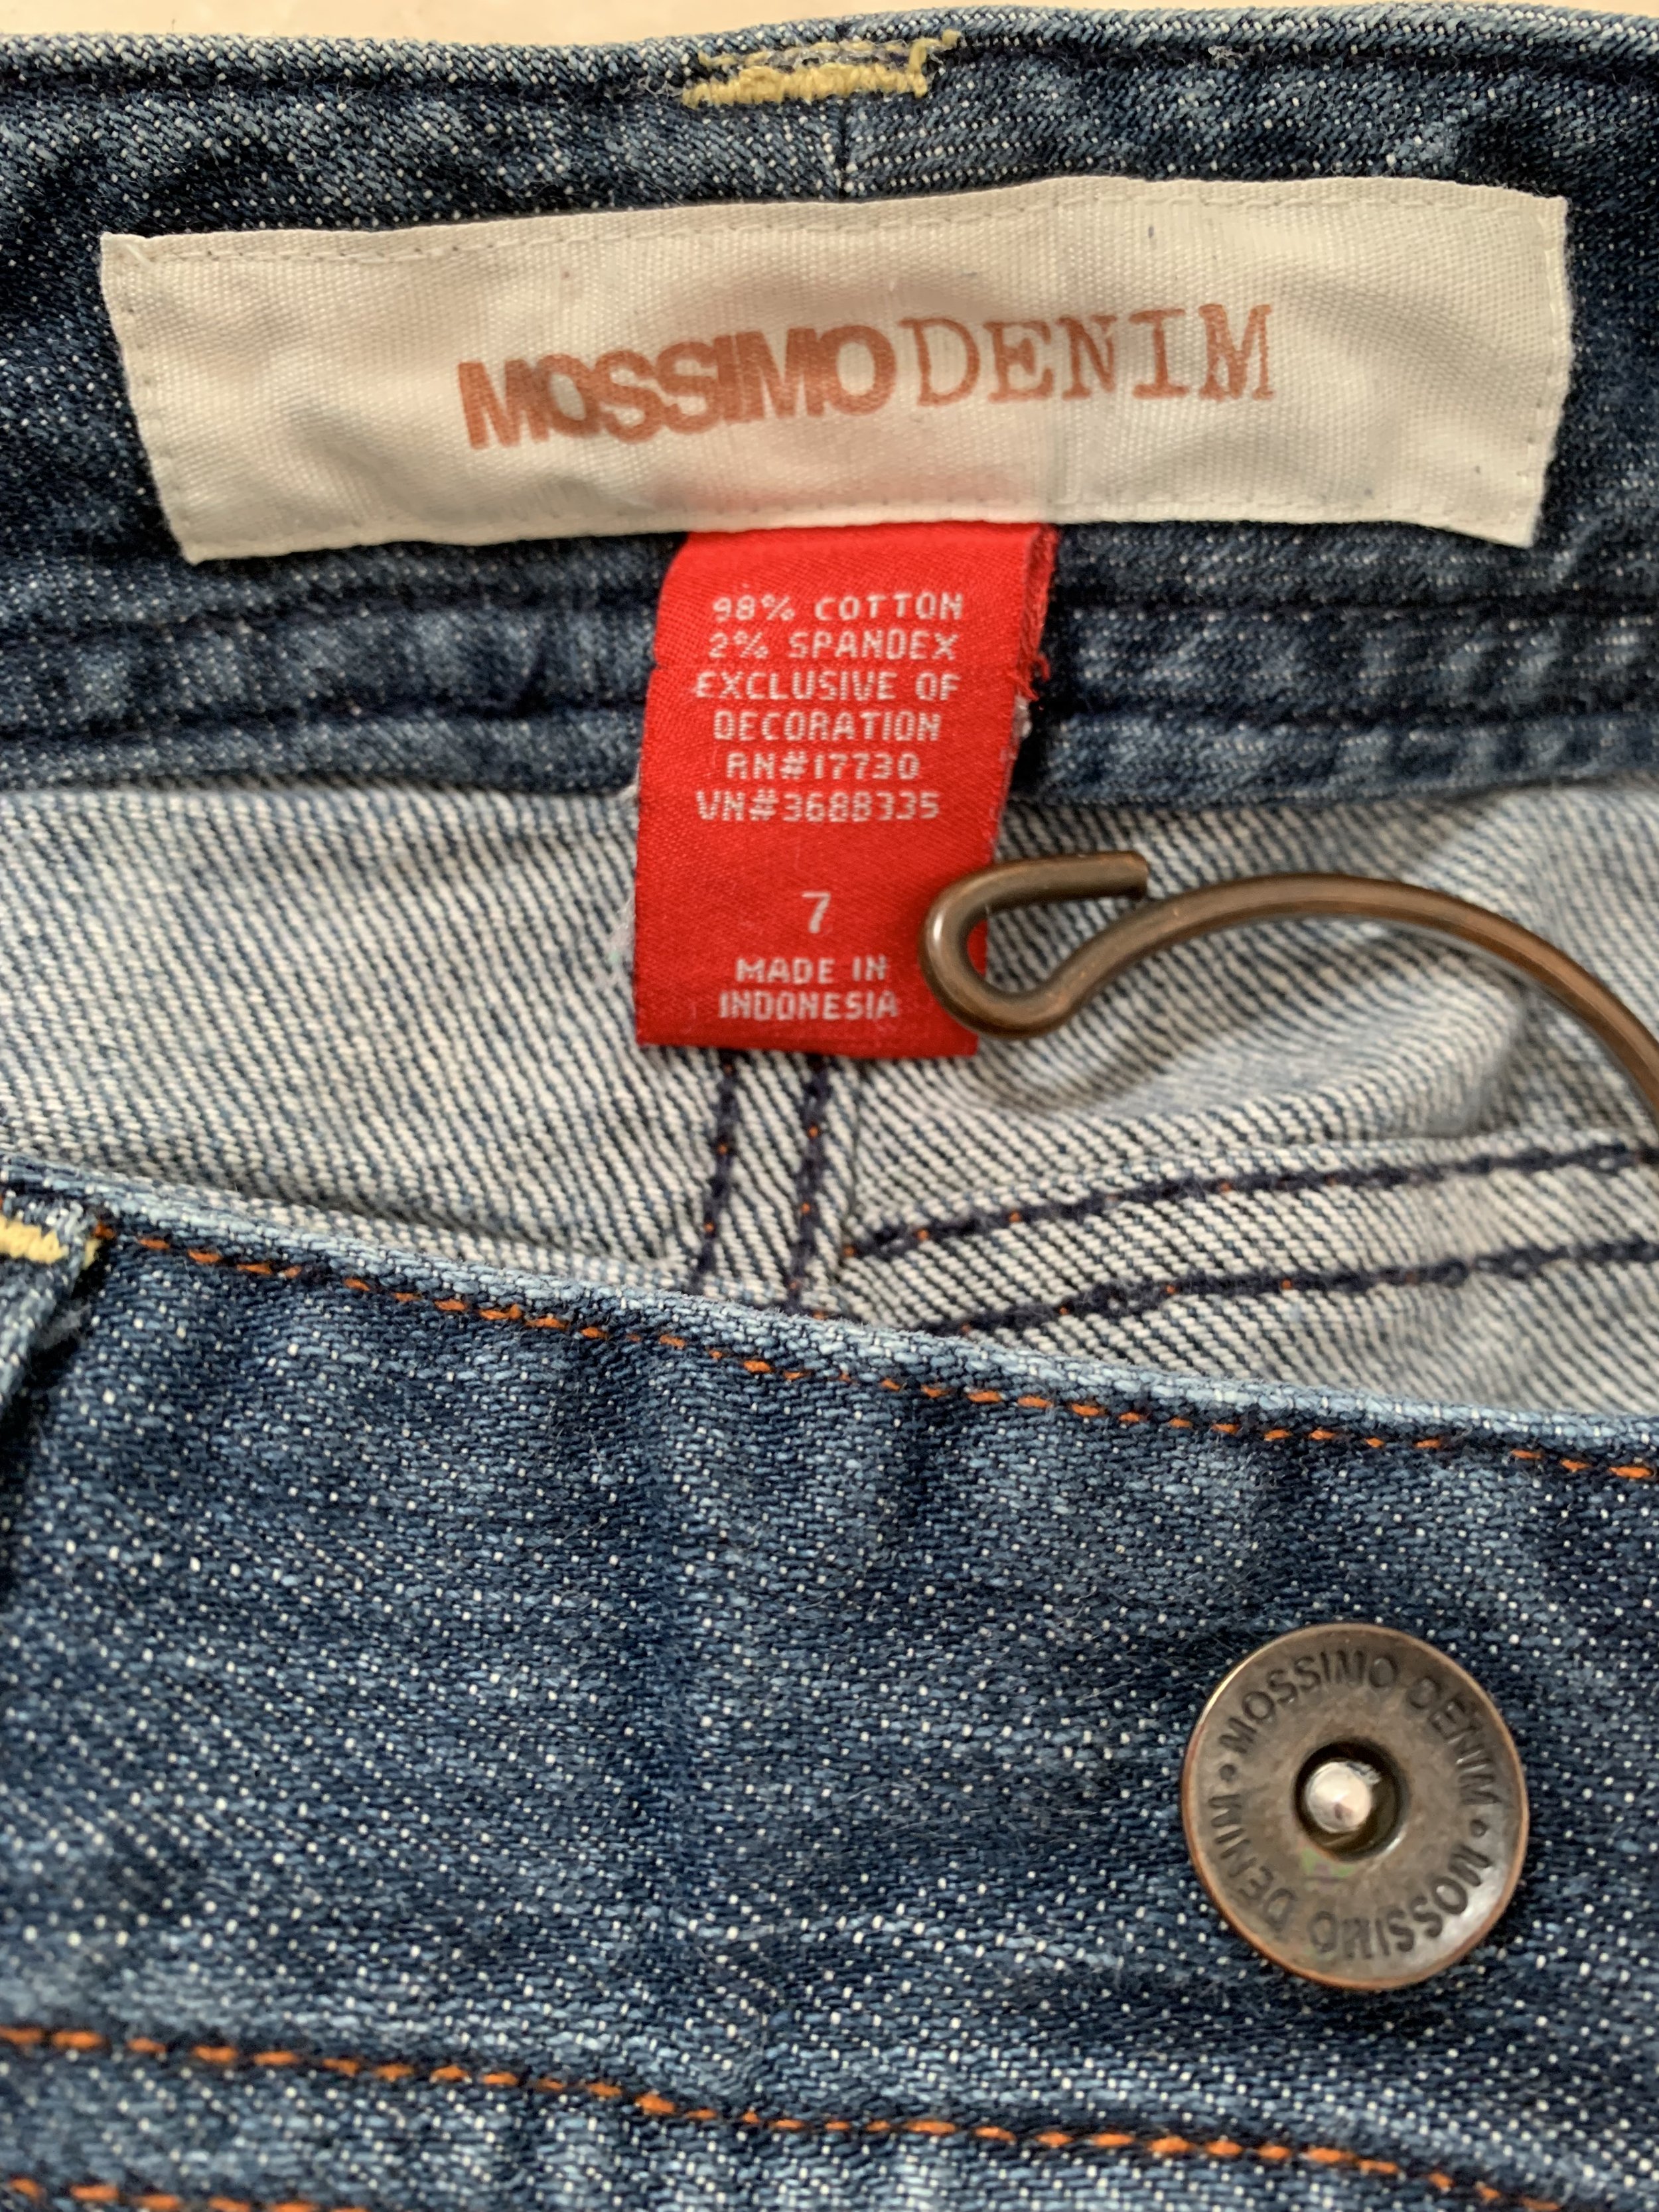 MOSSIMO DENIM
98% COTTON
2% SPANDEX
EXCLUSIVE OF
DECORATION
RN#17730
VN#3688335
7
MADE IN
INDONESIA
MOSSIMO DENIM • MOSSIMO DENIM •